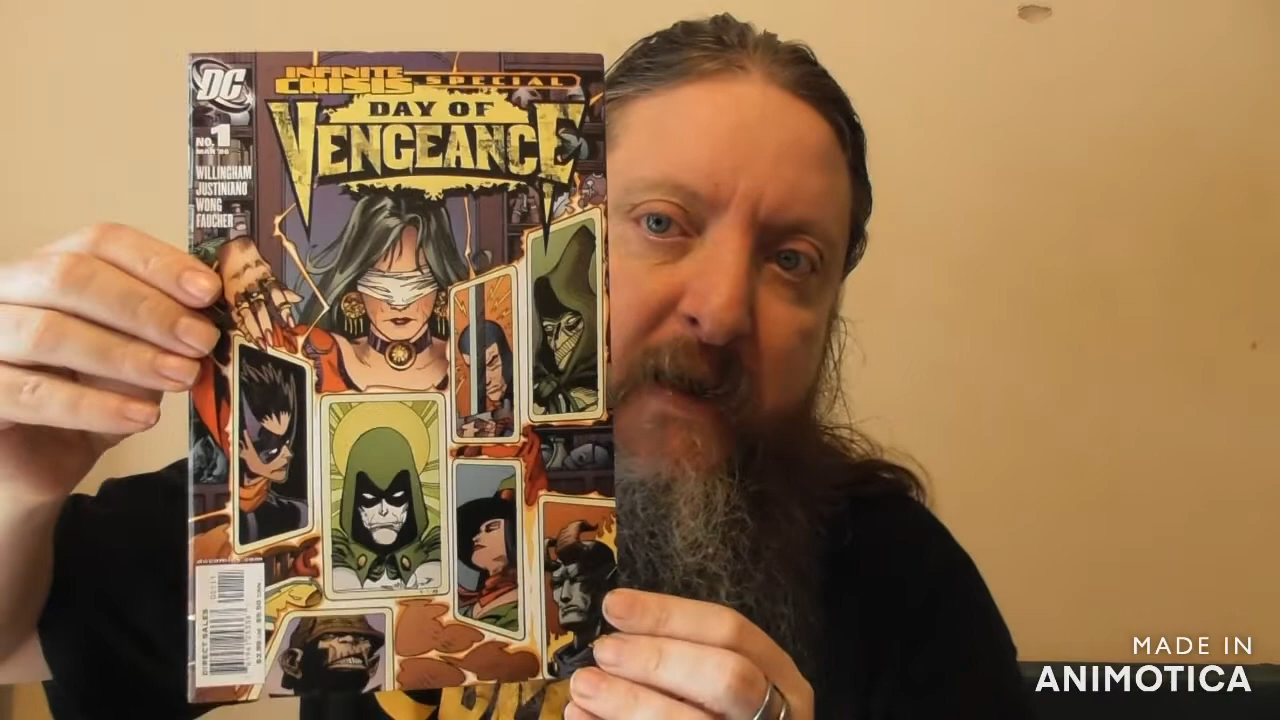 DC
INFINITE
CRISIS SPECIAL
DAY OF
VENGEANCE
NO. 1
WILLINGHAM
JUSTINIANO
WONG
FAUCHER
DIRECT SALES
MADE IN
ANIMOTICA